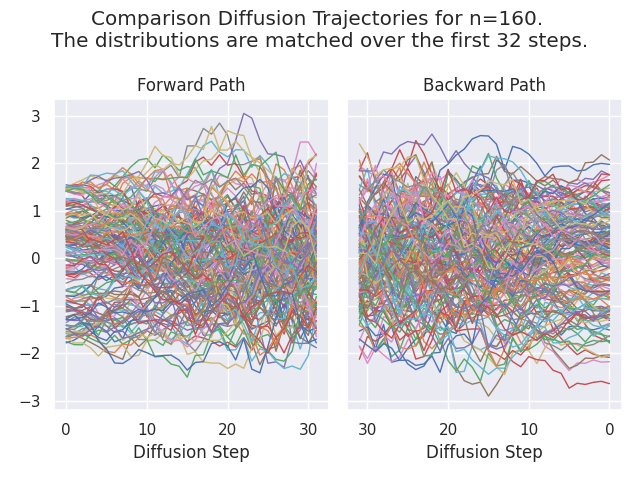 Comparison Diffusion Trajectories for n=160.
The distributions are matched over the first 32 steps.
Forward Path
Backward Path
3
2
1
0
−1
−2
−3
0 10 20 30
30 20 10 0
Diffusion Step
Diffusion Step